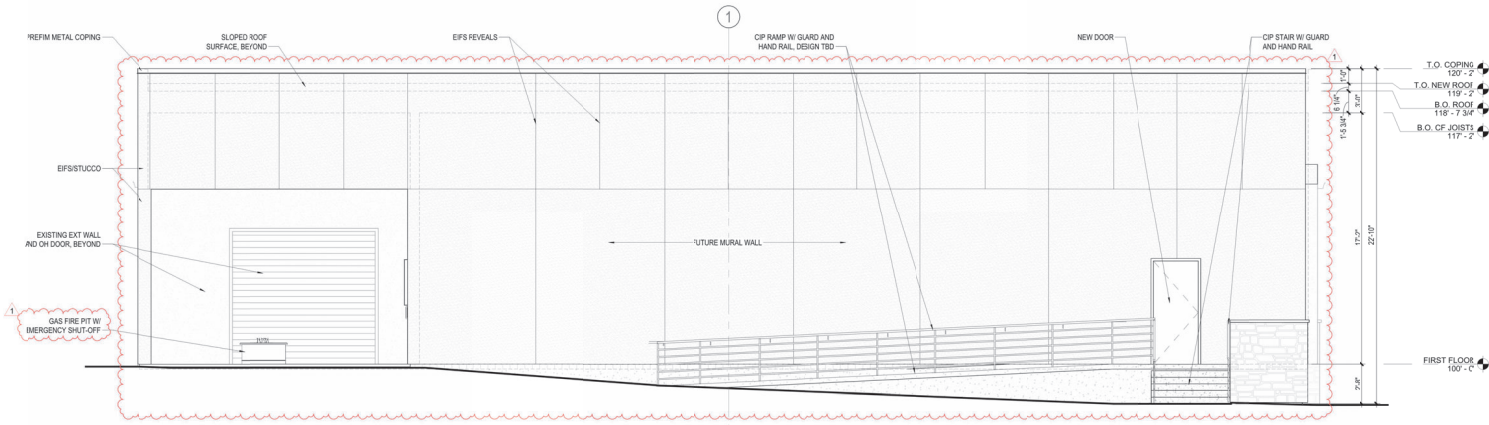 1
PREFIM METAL COPING
SLOPED ROOF
SURFACE, BEYOND
EIFS REVEALS
CIP RAMP W/ GUARD AND
HAND RAIL, DESIGN TBD
NEW DOOR
CIP STAIR W/ GUARD
AND HAND RAIL
1
T.O. COPING
120' - 2"
T.O. NEW ROOF
119' - 2"
B.O. ROOF
118' - 7 3/4"
B.O. CF JOISTS
117' - 2"
1'-0"
6 1/4"
1'-5 3/4"
EIFS/STUCCO
EXISTING EXT WALL
AND OH DOOR, BEYOND
FUTURE MURAL WALL
22'-10"
1
GAS FIRE PIT W/
EMERGENCY SHUT-OFF
FIRST FLOOR
100' - 0"